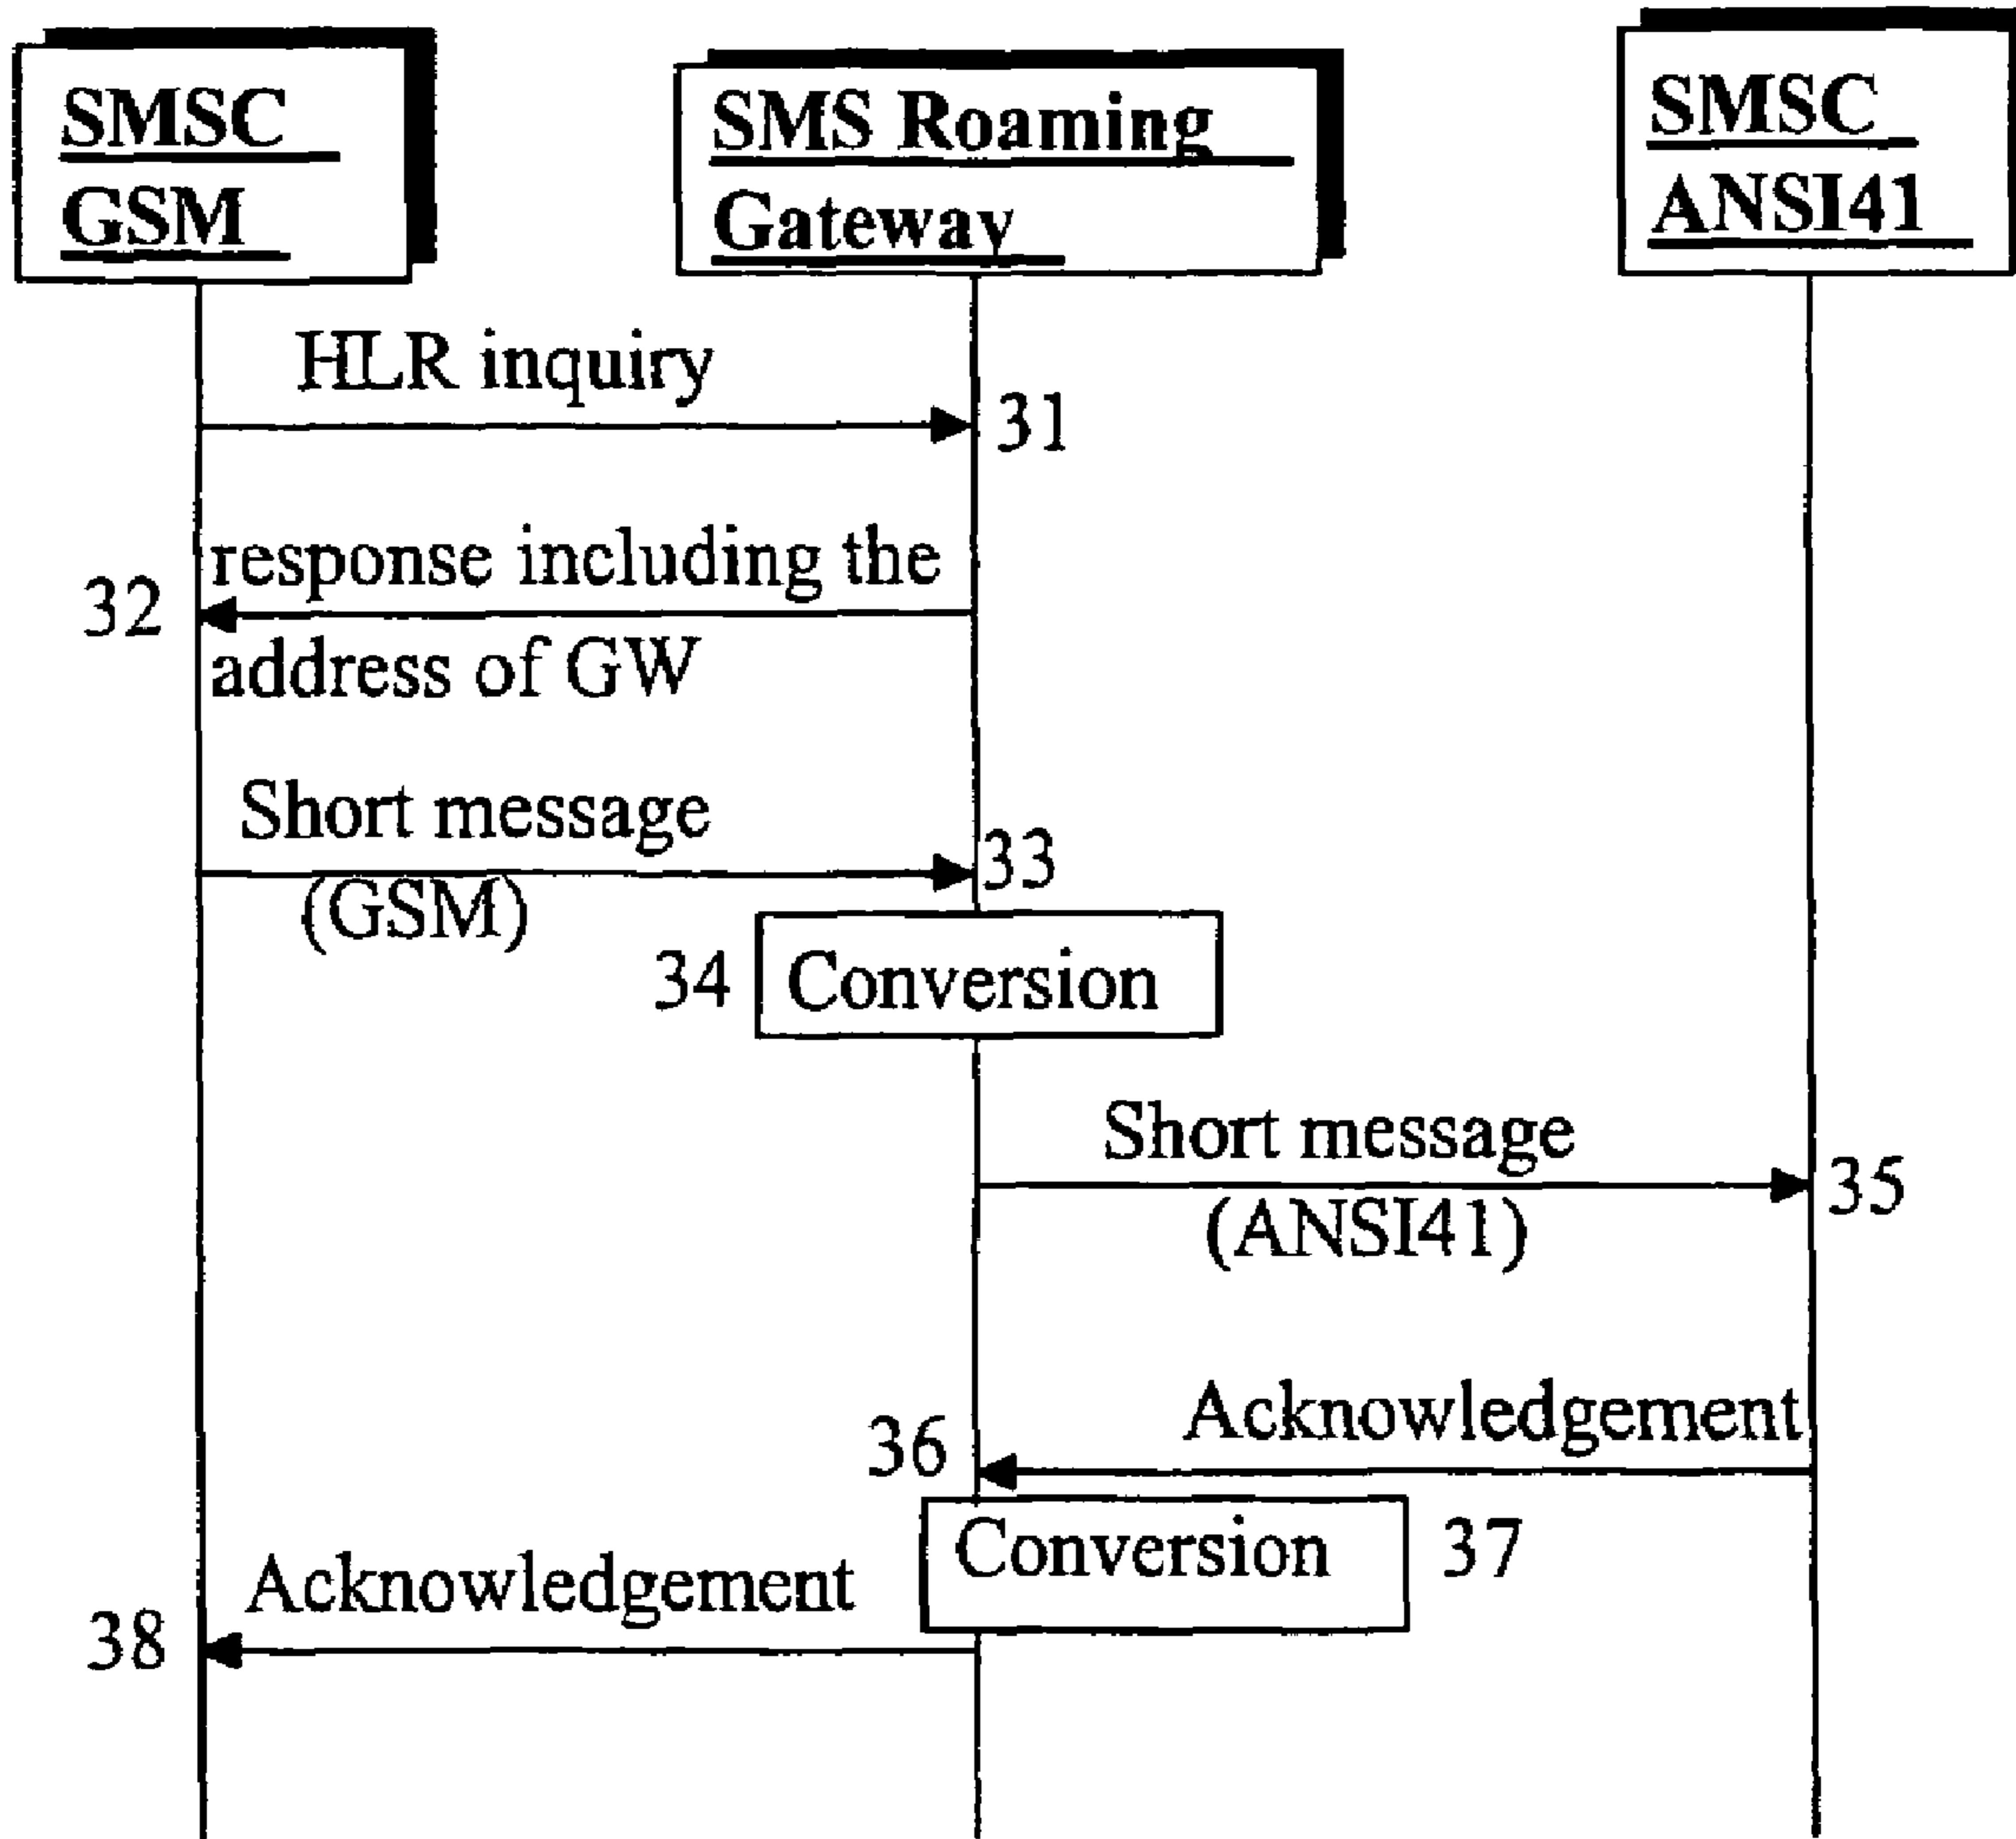 SMSC
GSM
SMS Roaming
Gateway
SMSC
ANSI41
HLR inquiry
31
response including the
32
address of GW
Short message
33
(GSM)
34
Conversion
Short message
35
(ANSI41)
Acknowledgement
36
Conversion
37
Acknowledgement
38